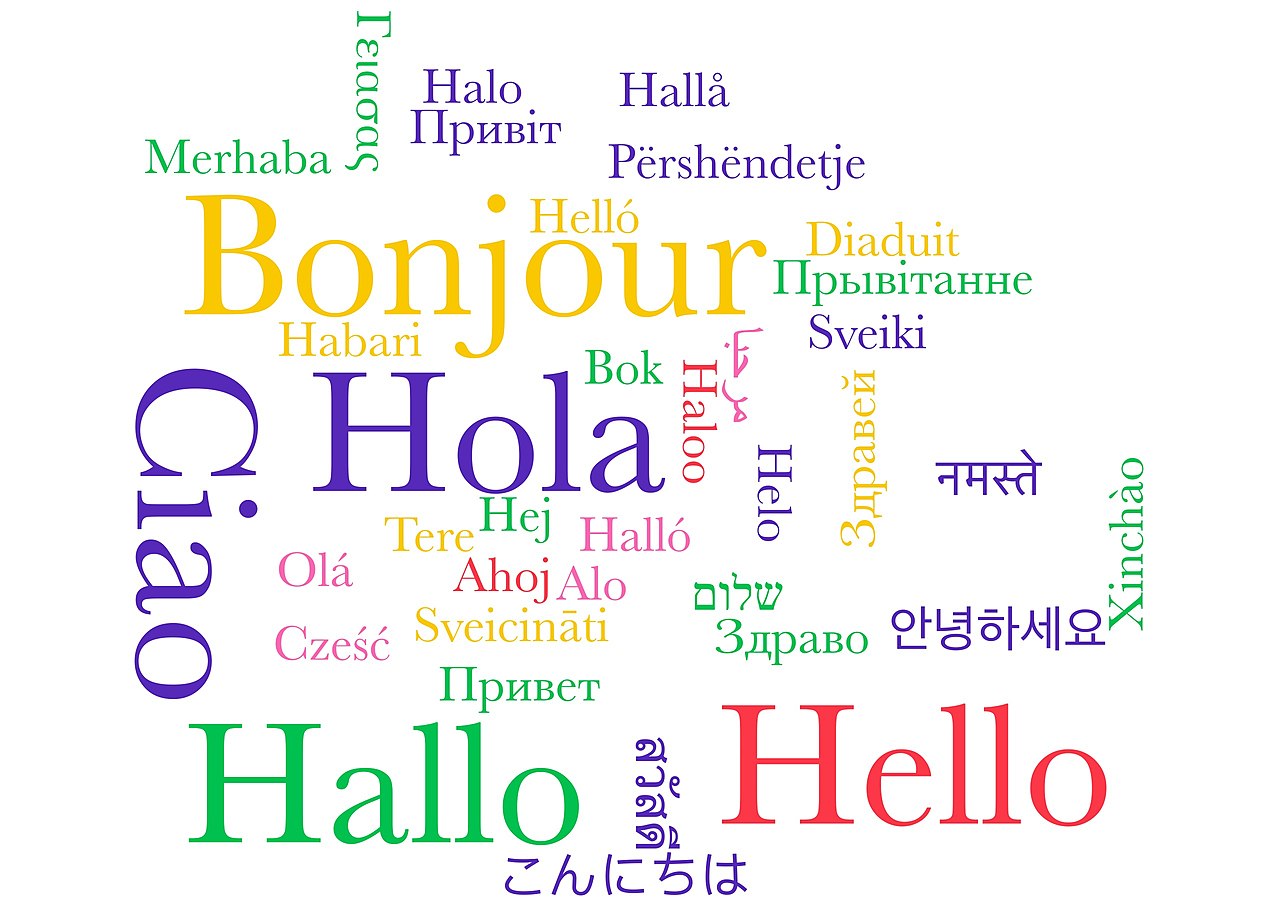 Γειασας
Halo
Hallå
Привіт
Merhaba
Përshëndetje
Helló
Bonjour
Diaduit
Прывітанне
Habari
Sveiki
مرحبًا
Bok
Haloo
Ciao
Hola
Здравей
Helo
नमस्ते
Xinchào
Hej
Tere
Halló
Olá
Ahoj
Alo
שלום
Sveicināti
Здраво
안녕하세요
Cześć
Привет
Hallo
สวัสดี
Hello
こんにちは